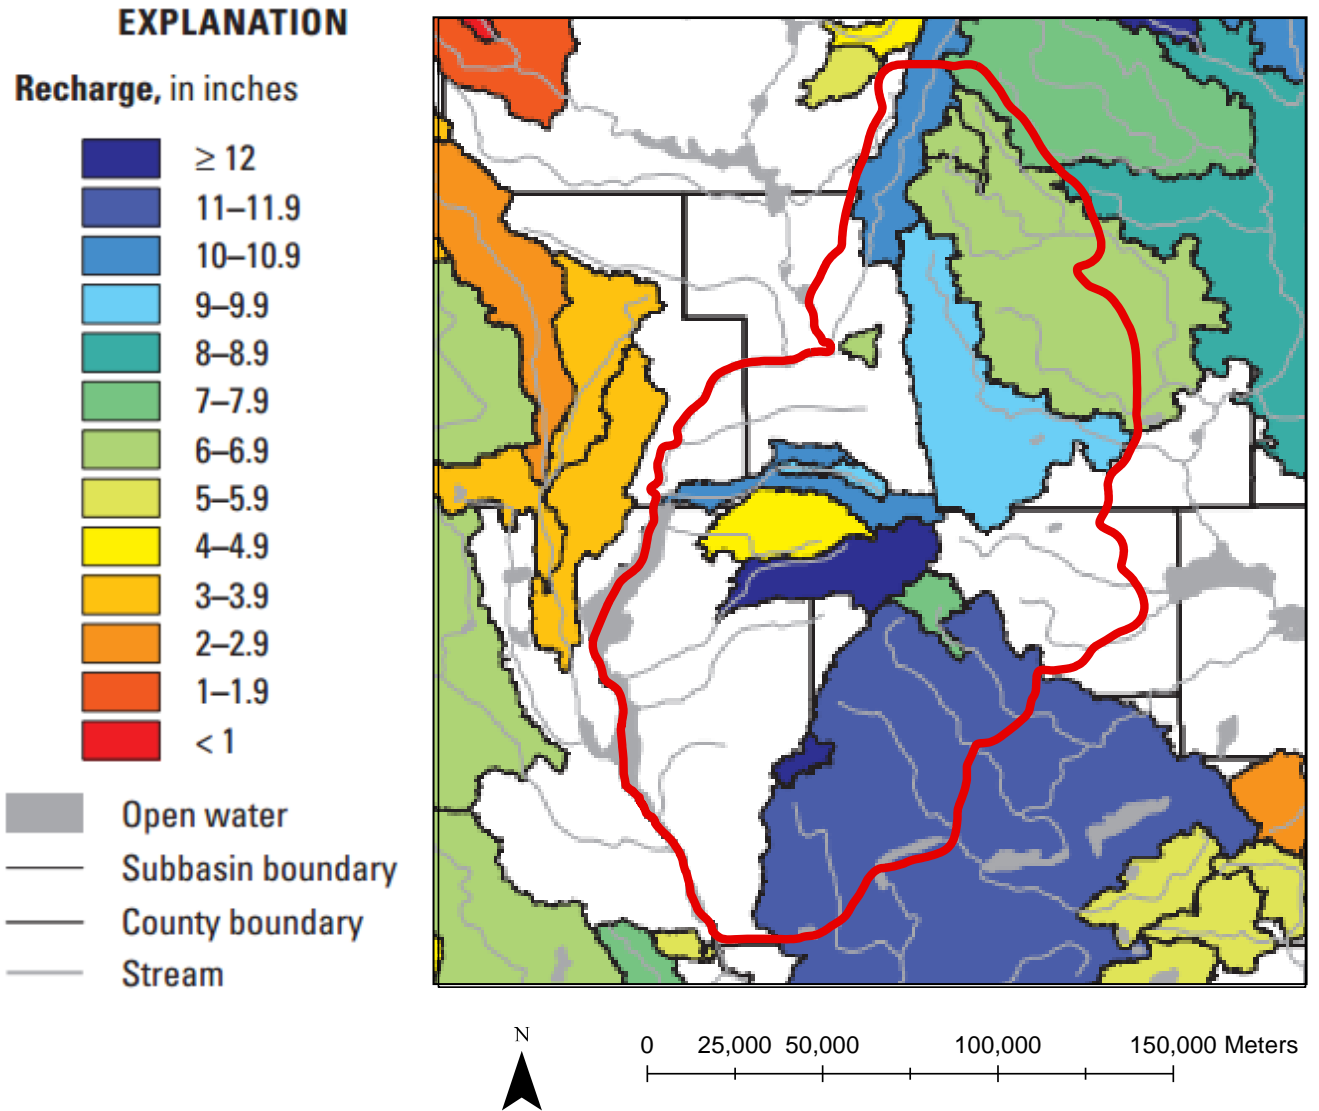 EXPLANATION
Recharge, in inches
≥ 12
11–11.9
10–10.9
9–9.9
8–8.9
7–7.9
6–6.9
5–5.9
4–4.9
3–3.9
2–2.9
1–1.9
< 1
Open water
Subbasin boundary
County boundary
Stream
N
0 25,000 50,000 100,000 150,000 Meters